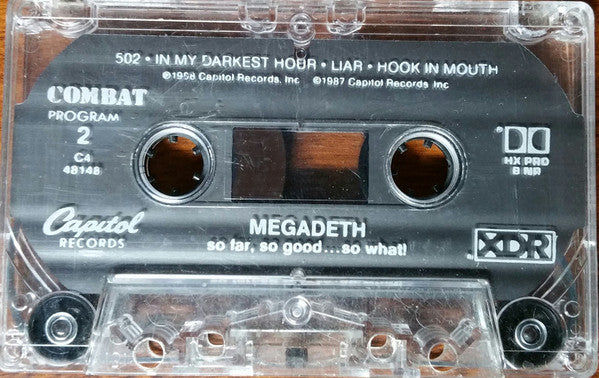 502 • IN MY DARKEST HOUR • LIAR • HOOK IN MOUTH
℗1988 Capitol Records, Inc ©1987 Capitol Records, Inc
COMBAT
PROGRAM
2
C4
48148
HX PRO
B NR
Capitol
RECORDS
MEGADETH
so far, so good...so what!
XDR